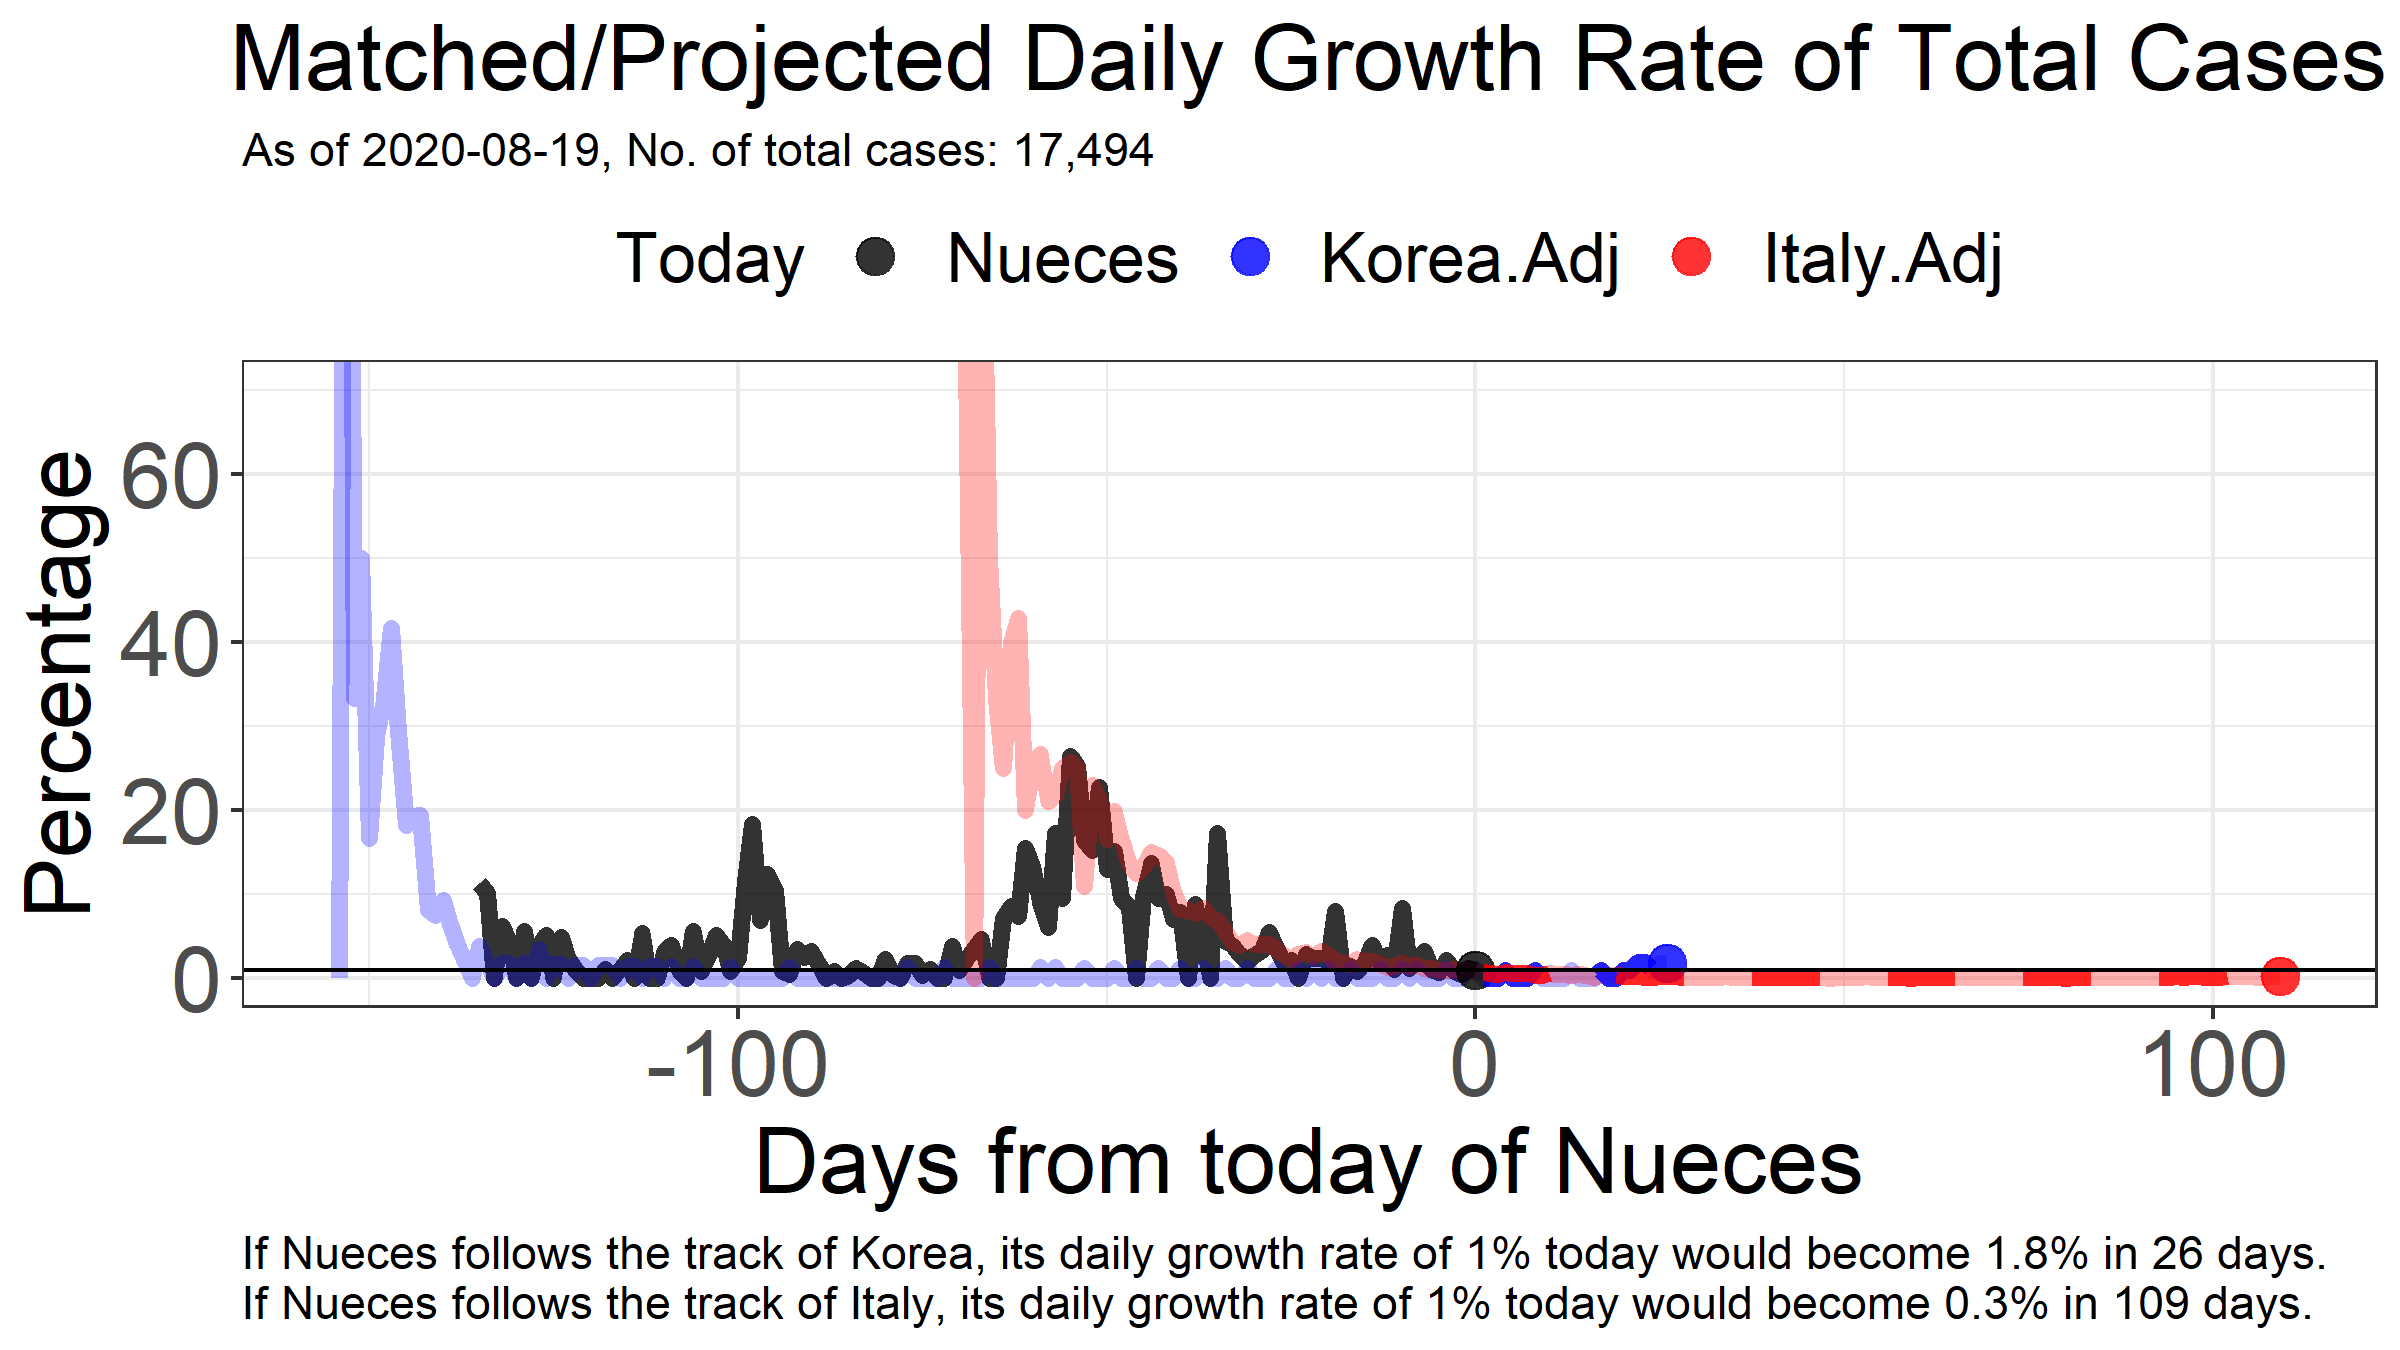 Matched/Projected Daily Growth Rate of Total Cases
As of 2020-08-19, No. of total cases: 17,494
Today Nueces Korea.Adj Italy.Adj
Percentage
60
40
20
0
-100 0 100
Days from today of Nueces
If Nueces follows the track of Korea, its daily growth rate of 1% today would become 1.8% in 26 days.
If Nueces follows the track of Italy, its daily growth rate of 1% today would become 0.3% in 109 days.